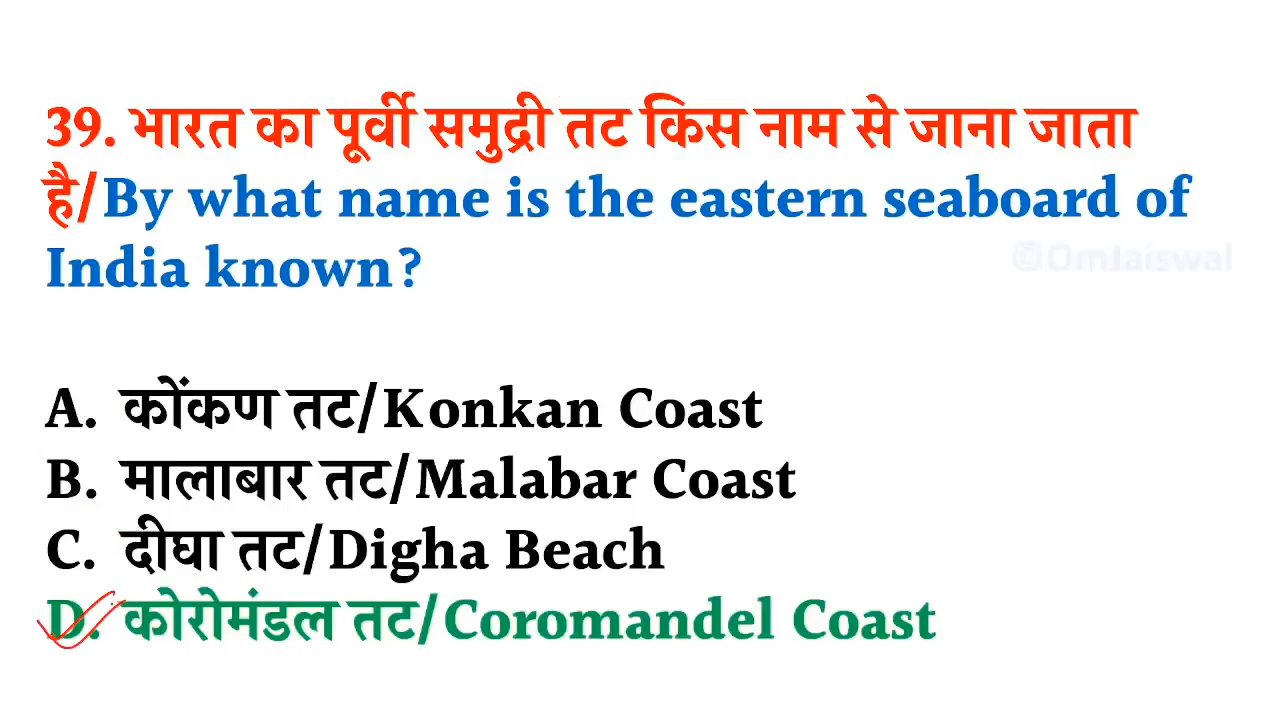 39. भारत का पूर्वी समुद्री तट किस नाम से जाना जाता
है/By what name is the eastern seaboard of
India known?
©OmJaiswal
A. कोंकण तट/Konkan Coast
B. मालाबार तट/Malabar Coast
C. दीघा तट/Digha Beach
D. कोरोमंडल तट/Coromandel Coast